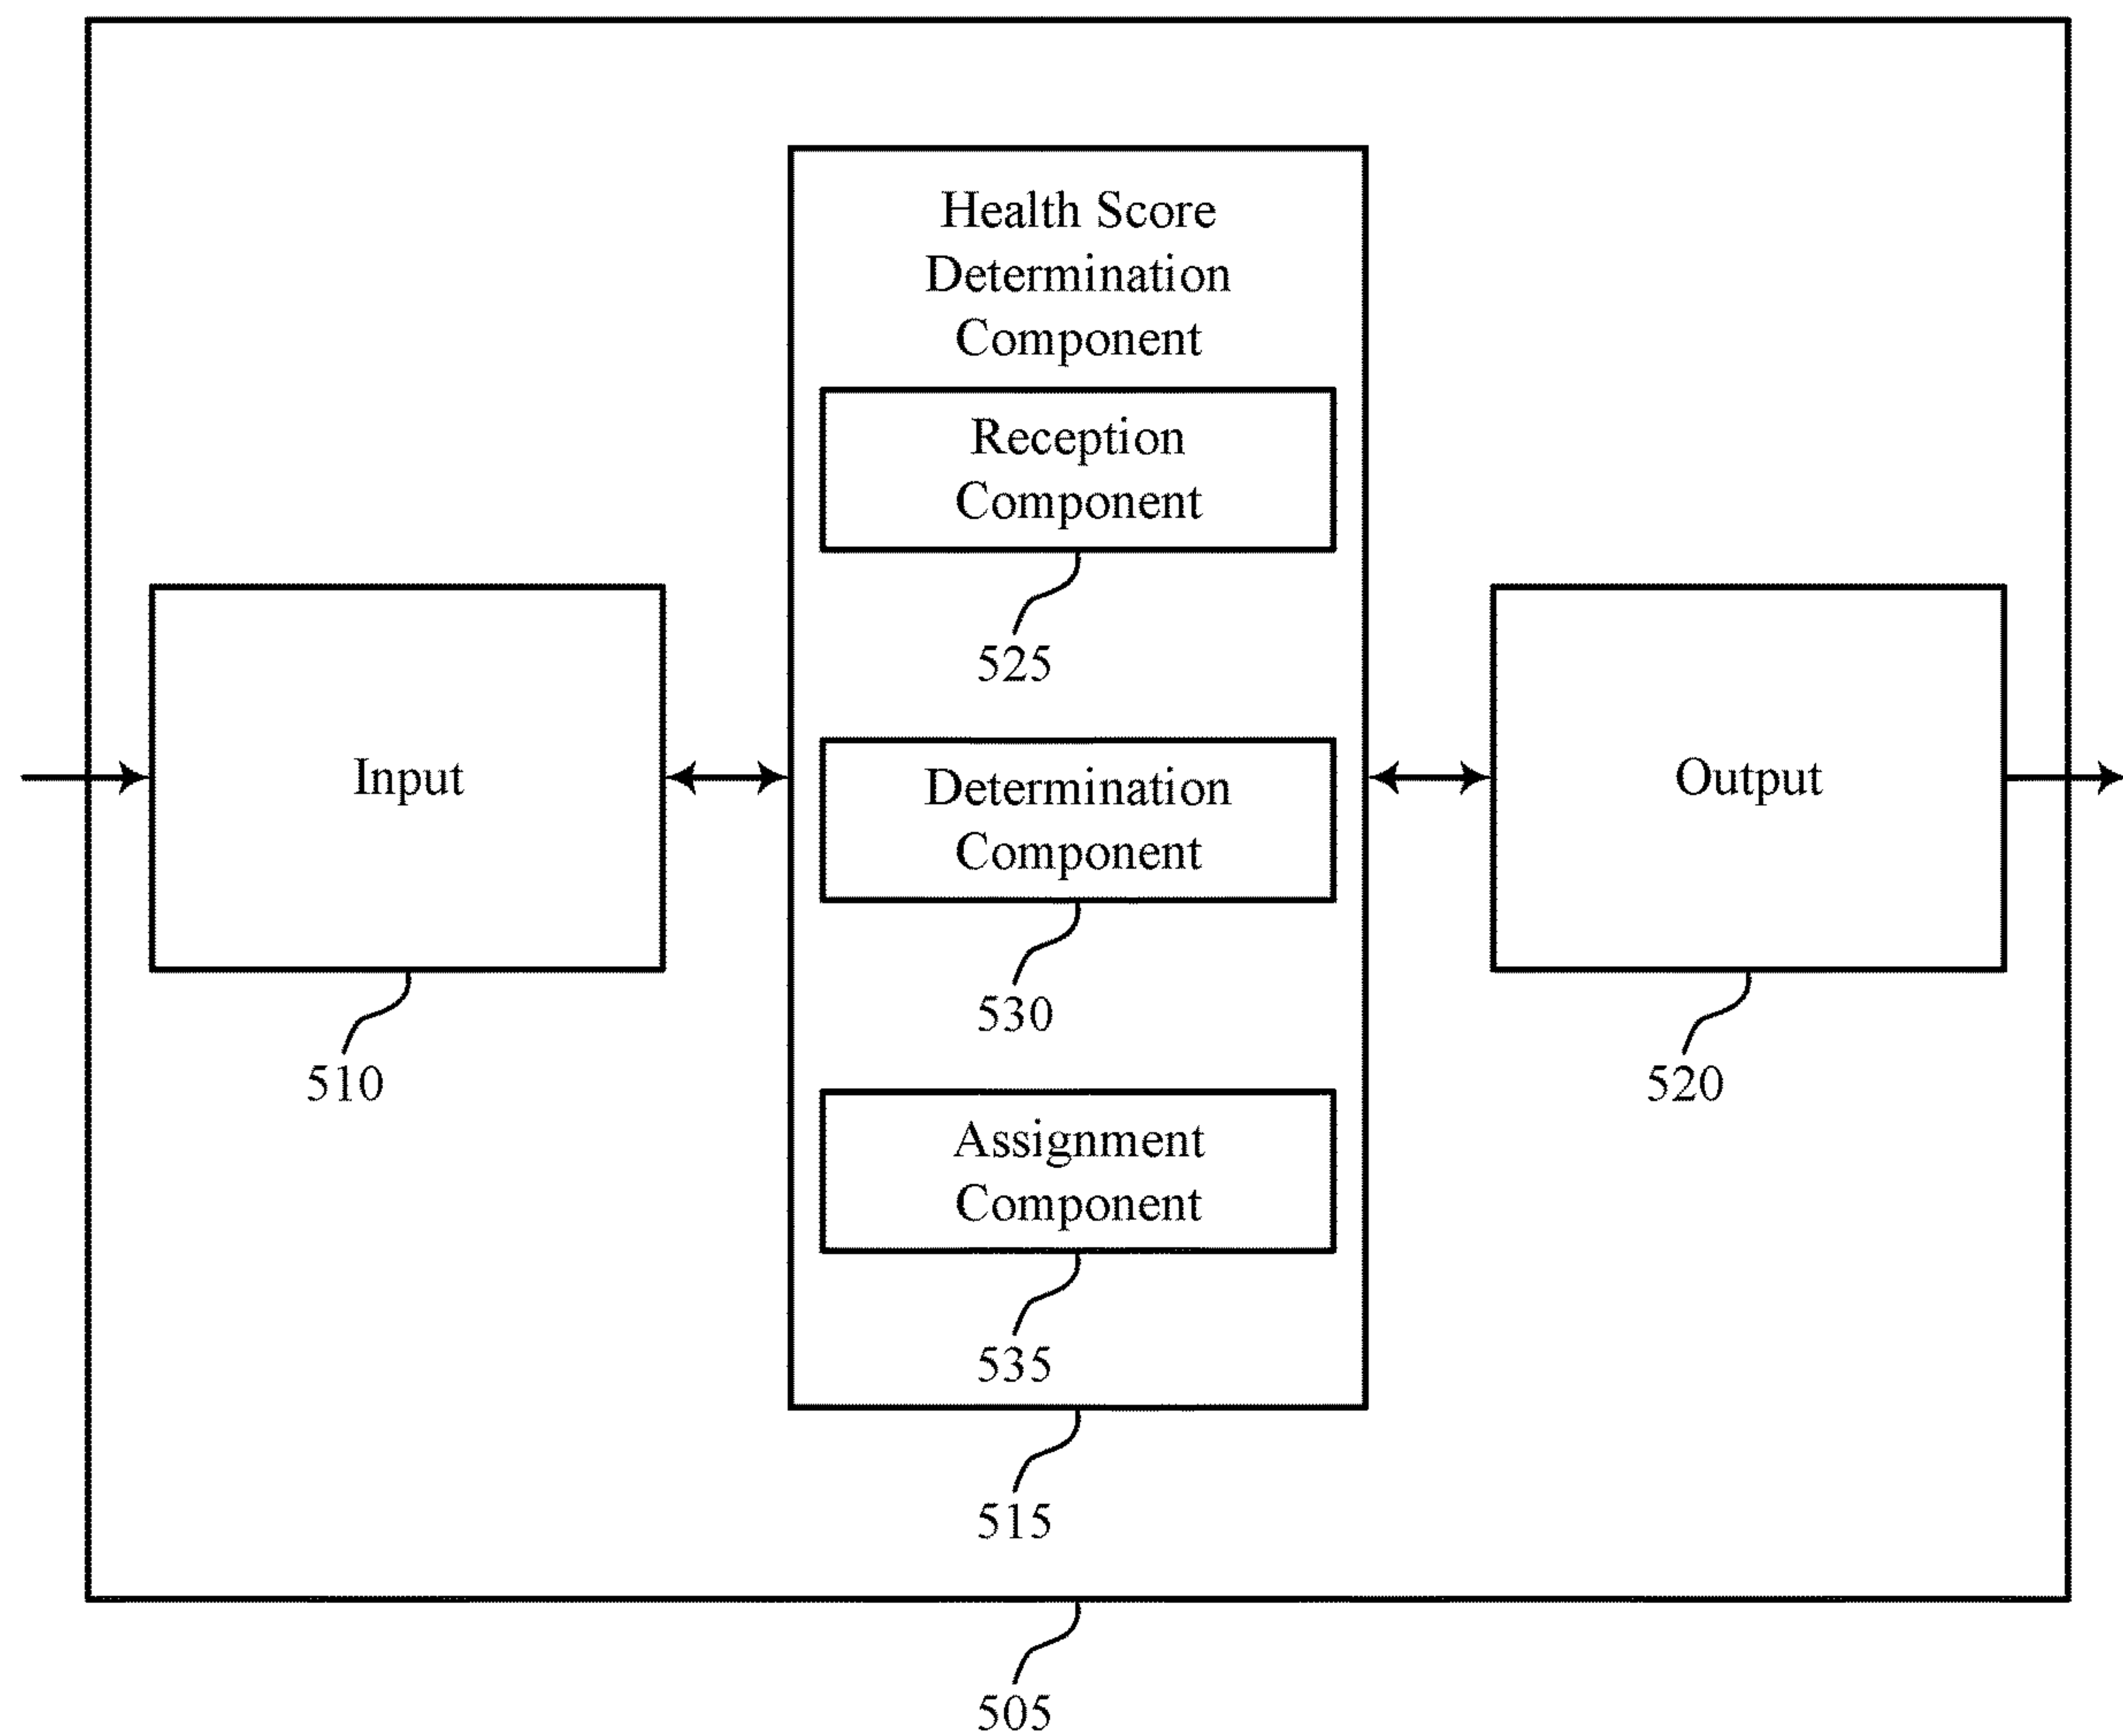 Health Score
Determination
Component
Reception
Component
525
Input
510
Determination
Component
530
Output
520
Assignment
Component
535
515
505